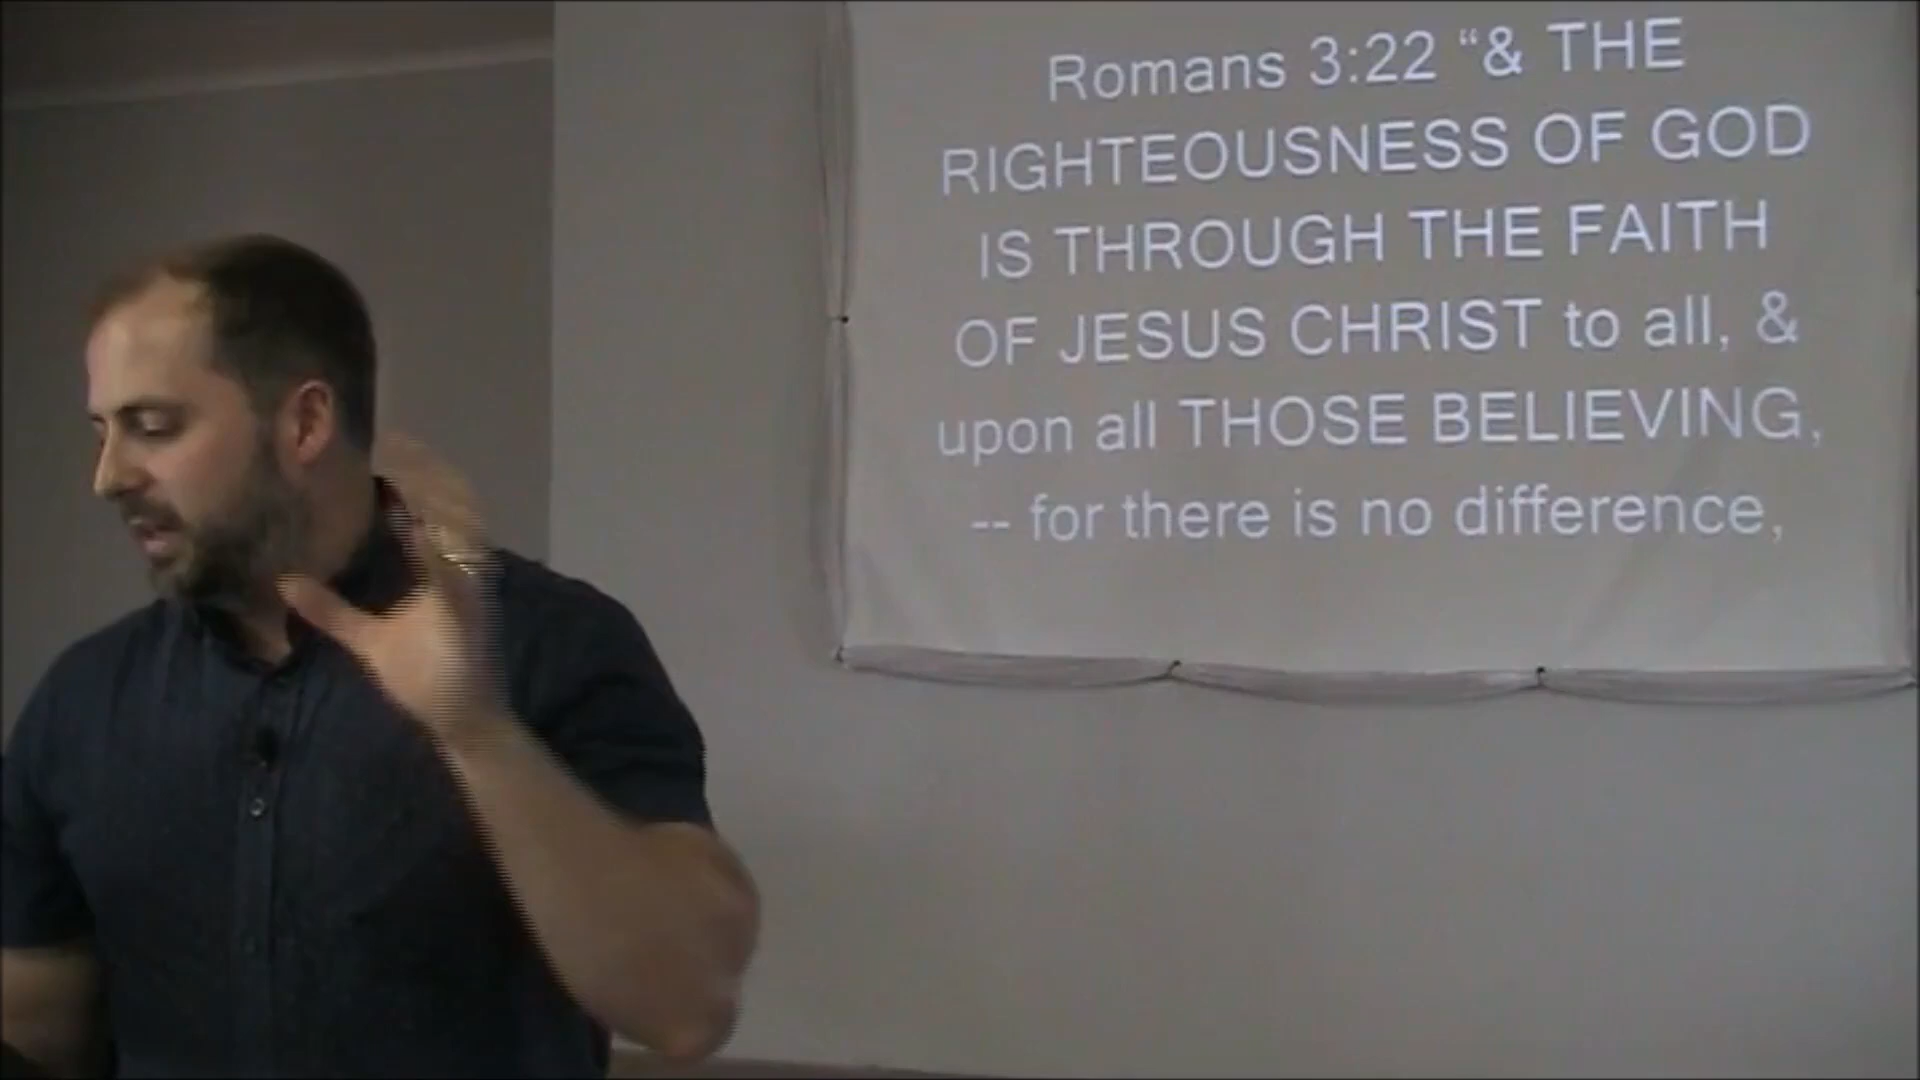 Romans 3:22 “& THE
RIGHTEOUSNESS OF GOD
IS THROUGH THE FAITH
OF JESUS CHRIST to all, &
upon all THOSE BELIEVING,
-- for there is no difference,